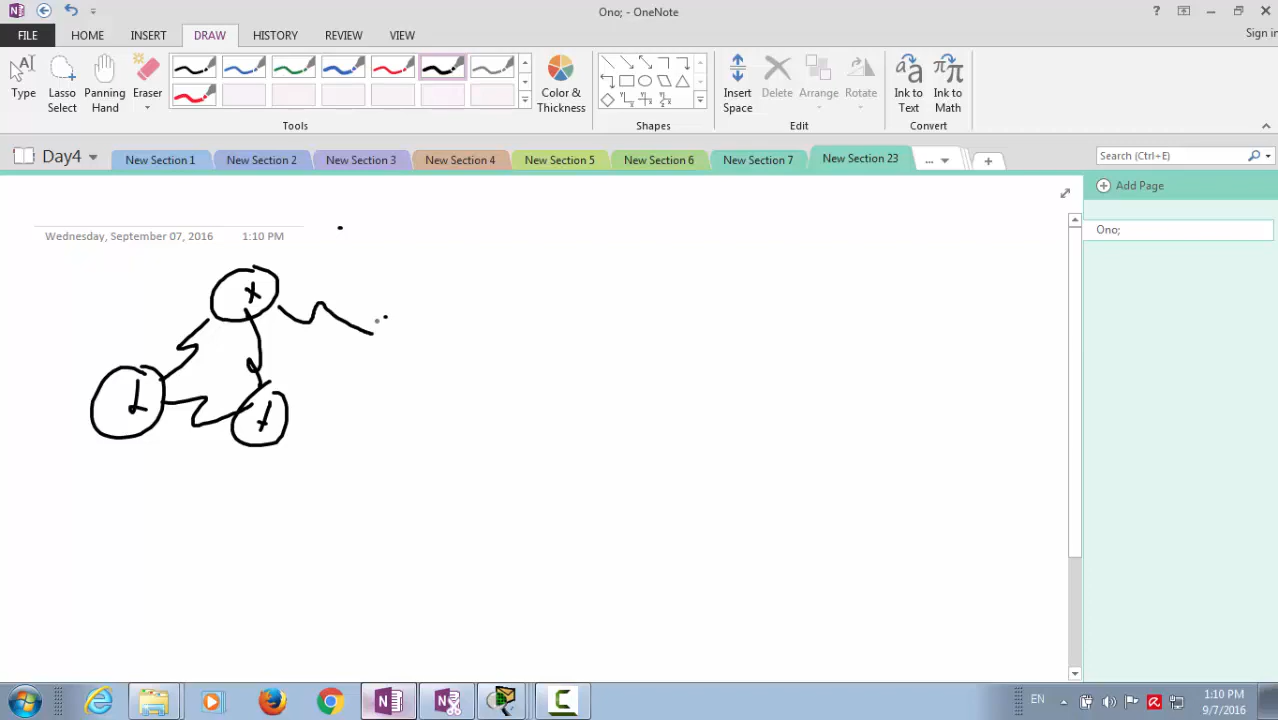 Ono; - OneNote
?
Sign in
FILE HOME INSERT DRAW HISTORY REVIEW VIEW
Type
Lasso Select
Panning Hand
Eraser
Color & Thickness
Insert Space
Delete
Arrange
Rotate
Ink to Text
Ink to Math
Tools
Shapes
Edit
Convert
Day4
New Section 1
New Section 2
New Section 3
New Section 4
New Section 5
New Section 6
New Section 7
New Section 23
...
Search (Ctrl+E)
Add Page
Ono;
Wednesday, September 07, 2016 1:10 PM
EN
1:10 PM
9/7/2016